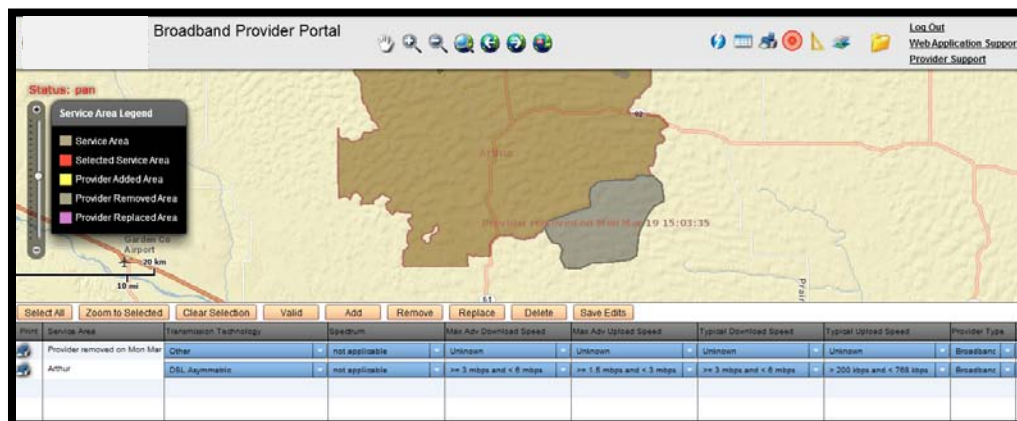 Broadband Provider Portal
Log Out
Web Application Suppor
Provider Support
Status: pan
Service Area Legend
Service Area
Selected Service Area
Provider Added Area
Provider Removed Area
Provider Replaced Area
92
Arthur
Provider removed on Mon Mar 19 15:03:35
Garden Co
Airport
20 km
10 mi
61
Prair
Select All Zoom to Selected Clear Selection Valid Add Remove Replace Delete Save Edits
Print Service Area Transmission Technology Spectrum Max Adv Download Speed Max Adv Upload Speed Typical Download Speed Typical Upload Speed Provider Type
Provider removed on Mon Mar Other not applicable Unknown Unknown Unknown Unknown Broadbanc
Arthur DSL Asymmetric not applicable >= 3 mbps and < 6 mbps >= 1.5 mbps and < 3 mbps >= 3 mbps and < 6 mbps > 200 kbps and < 768 kbps Broadbanc